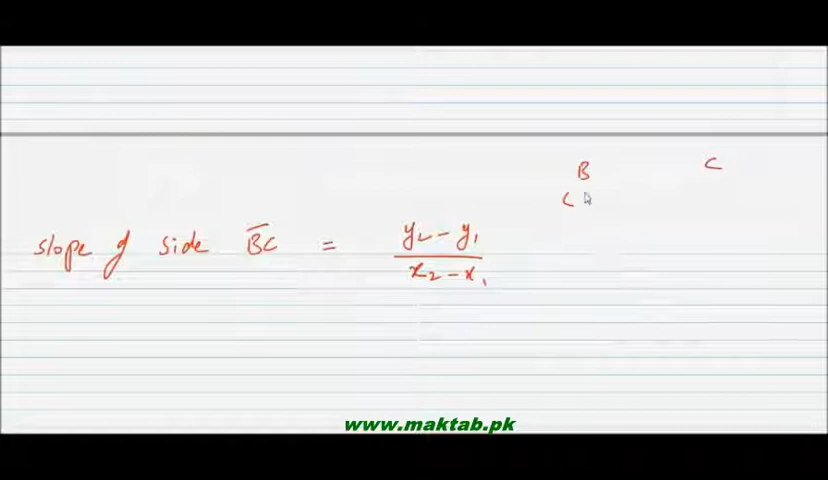 B C
(
slope of side BC = y₂ - y₁ / x₂ - x₁
www.maktab.pk